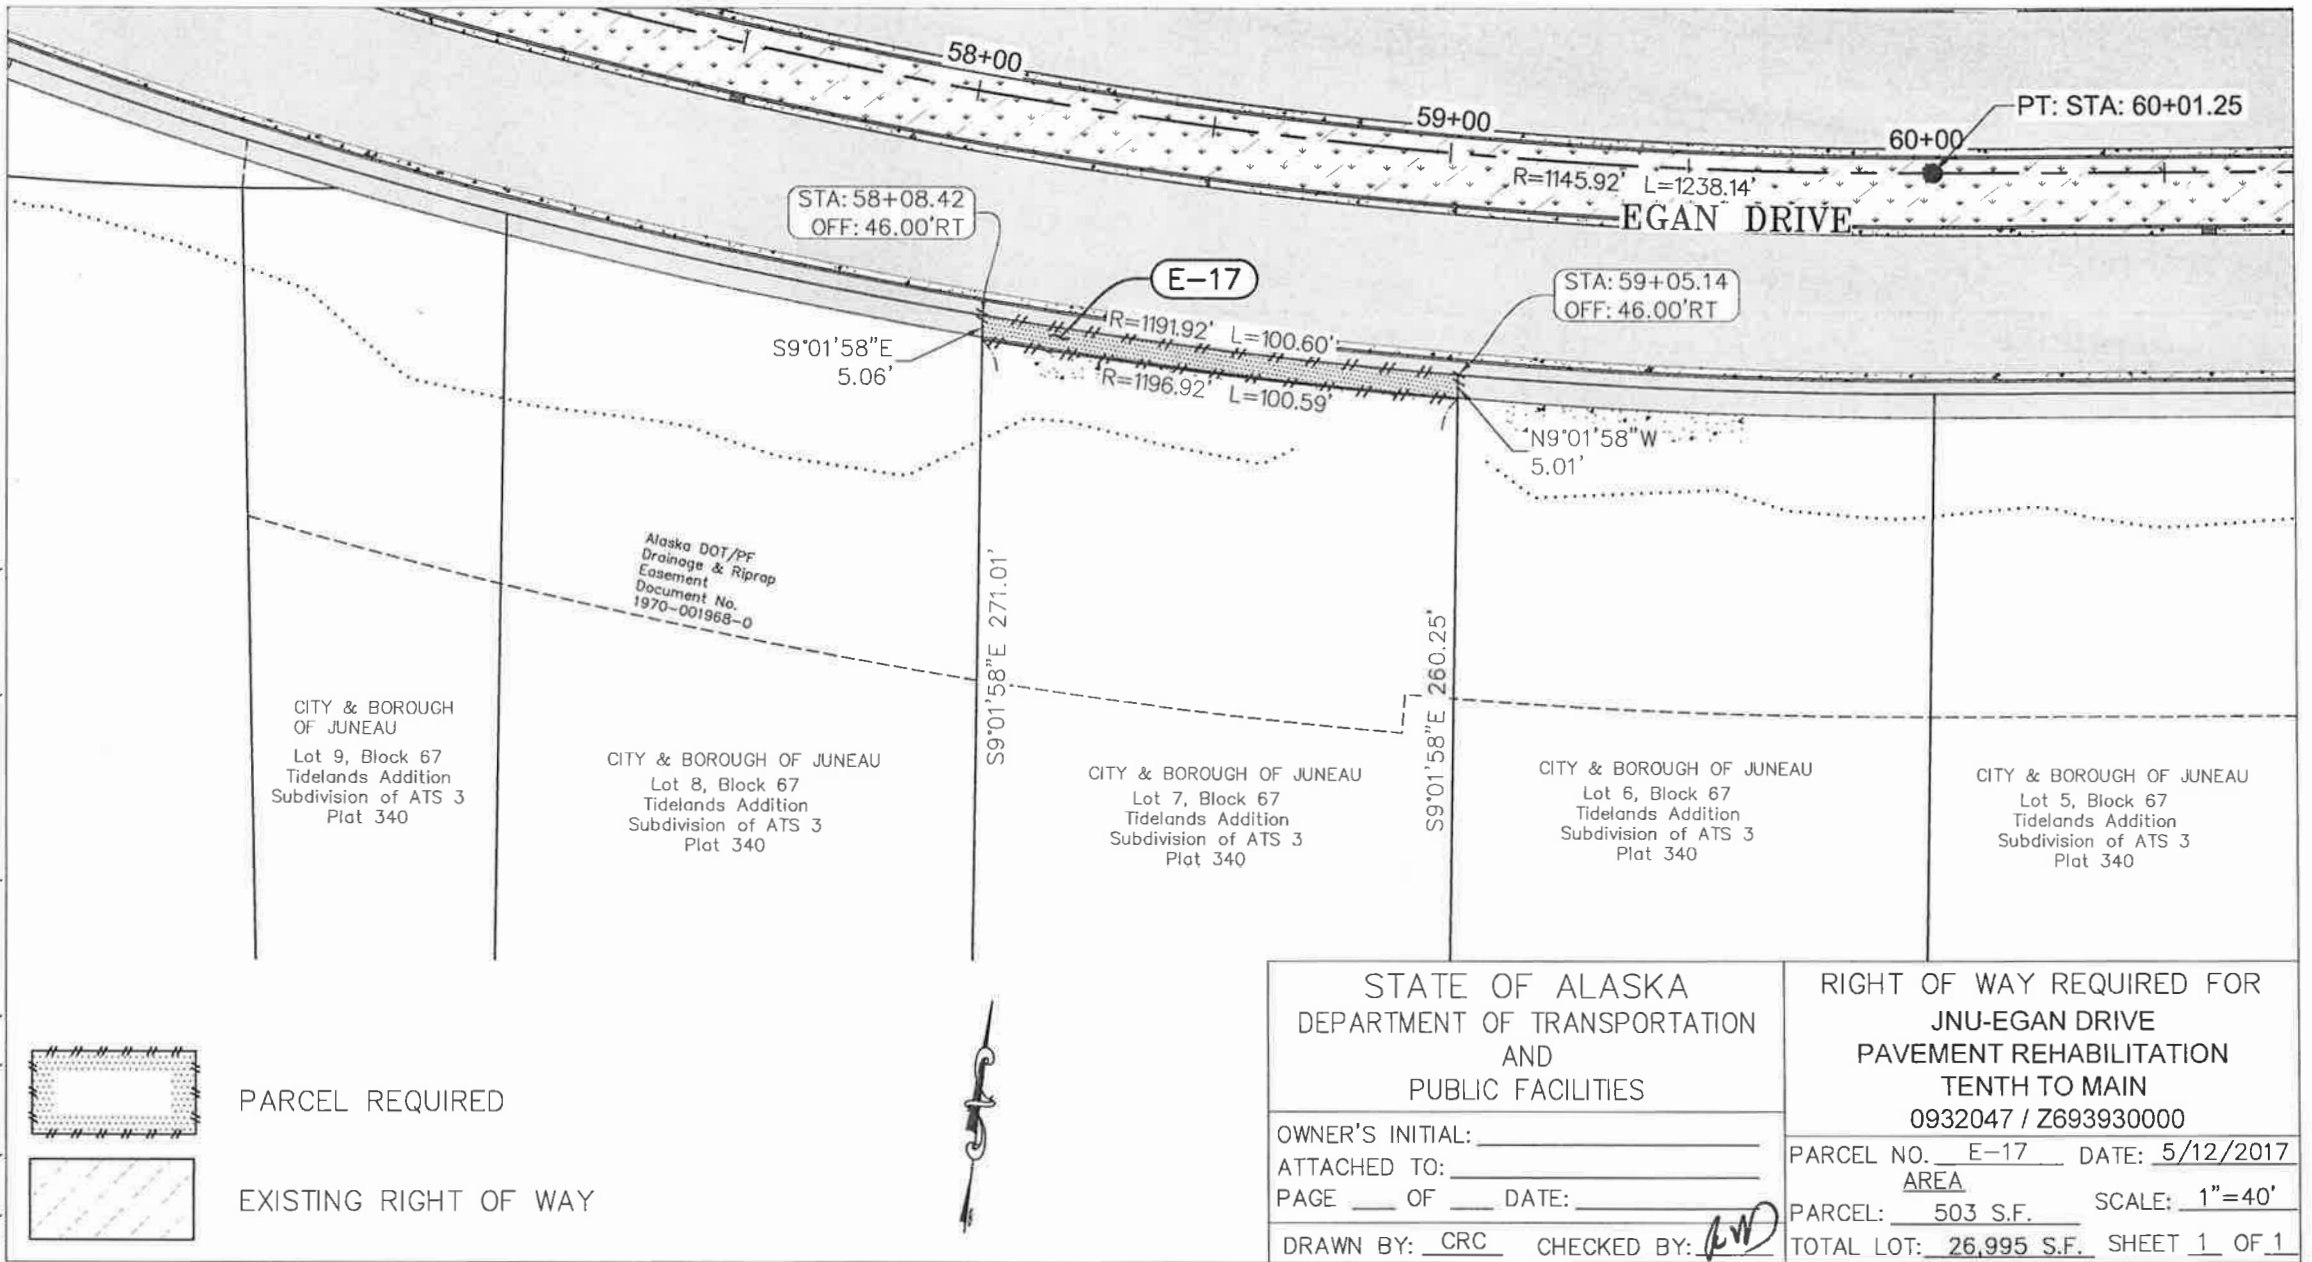 58+00
59+00
60+00
PT: STA: 60+01.25
R=1145.92' L=1238.14'
EGAN DRIVE
STA: 58+08.42
OFF: 46.00'RT
E-17
STA: 59+05.14
OFF: 46.00'RT
R=1191.92' L=100.60'
S9°01'58"E
5.06'
R=1196.92' L=100.59'
N9°01'58"W
5.01'
Alaska DOT/PF
Drainage & Riprap
Easement
Document No.
1970-001968-0
S9°01'58"E 271.01'
S9°01'58"E 260.25'
CITY & BOROUGH
OF JUNEAU
Lot 9, Block 67
Tidelands Addition
Subdivision of ATS 3
Plat 340
CITY & BOROUGH OF JUNEAU
Lot 8, Block 67
Tidelands Addition
Subdivision of ATS 3
Plat 340
CITY & BOROUGH OF JUNEAU
Lot 7, Block 67
Tidelands Addition
Subdivision of ATS 3
Plat 340
CITY & BOROUGH OF JUNEAU
Lot 6, Block 67
Tidelands Addition
Subdivision of ATS 3
Plat 340
CITY & BOROUGH OF JUNEAU
Lot 5, Block 67
Tidelands Addition
Subdivision of ATS 3
Plat 340
PARCEL REQUIRED
EXISTING RIGHT OF WAY
STATE OF ALASKA
DEPARTMENT OF TRANSPORTATION
AND
PUBLIC FACILITIES
OWNER'S INITIAL:
ATTACHED TO:
PAGE OF DATE:
DRAWN BY: CRC CHECKED BY:
RIGHT OF WAY REQUIRED FOR
JNU-EGAN DRIVE
PAVEMENT REHABILITATION
TENTH TO MAIN
0932047 / Z693930000
PARCEL NO. E-17 DATE: 5/12/2017
AREA
PARCEL: 503 S.F. SCALE: 1"=40'
TOTAL LOT: 26,995 S.F. SHEET 1 OF 1